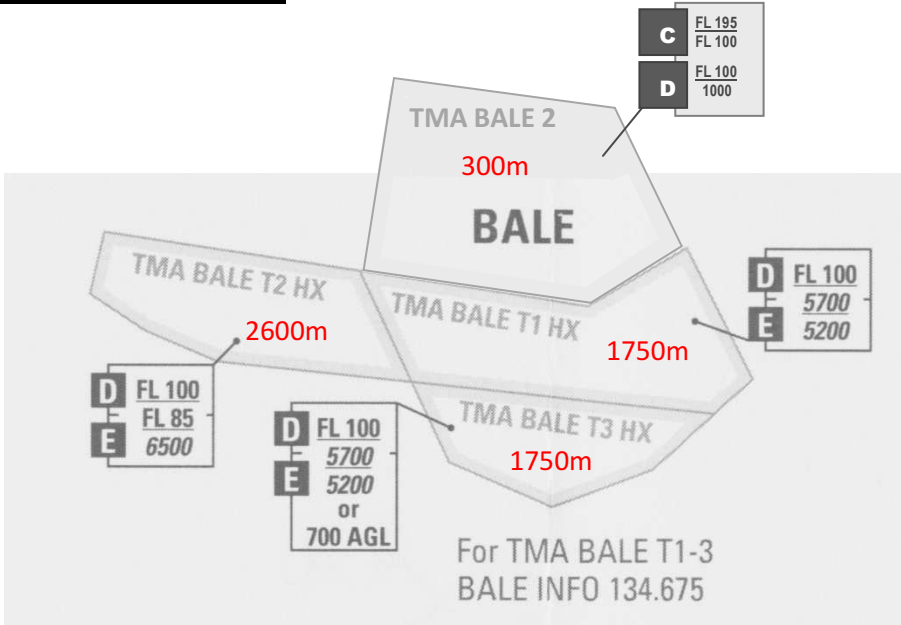 C FL 195
FL 100
D FL 100
1000
TMA BALE 2
300m
BALE
TMA BALE T2 HX
2600m
TMA BALE T1 HX
1750m
D FL 100
5700
E 5200
D FL 100
FL 85
E 6500
D FL 100
5700
E 5200
or
700 AGL
TMA BALE T3 HX
1750m
For TMA BALE T1-3
BALE INFO 134.675